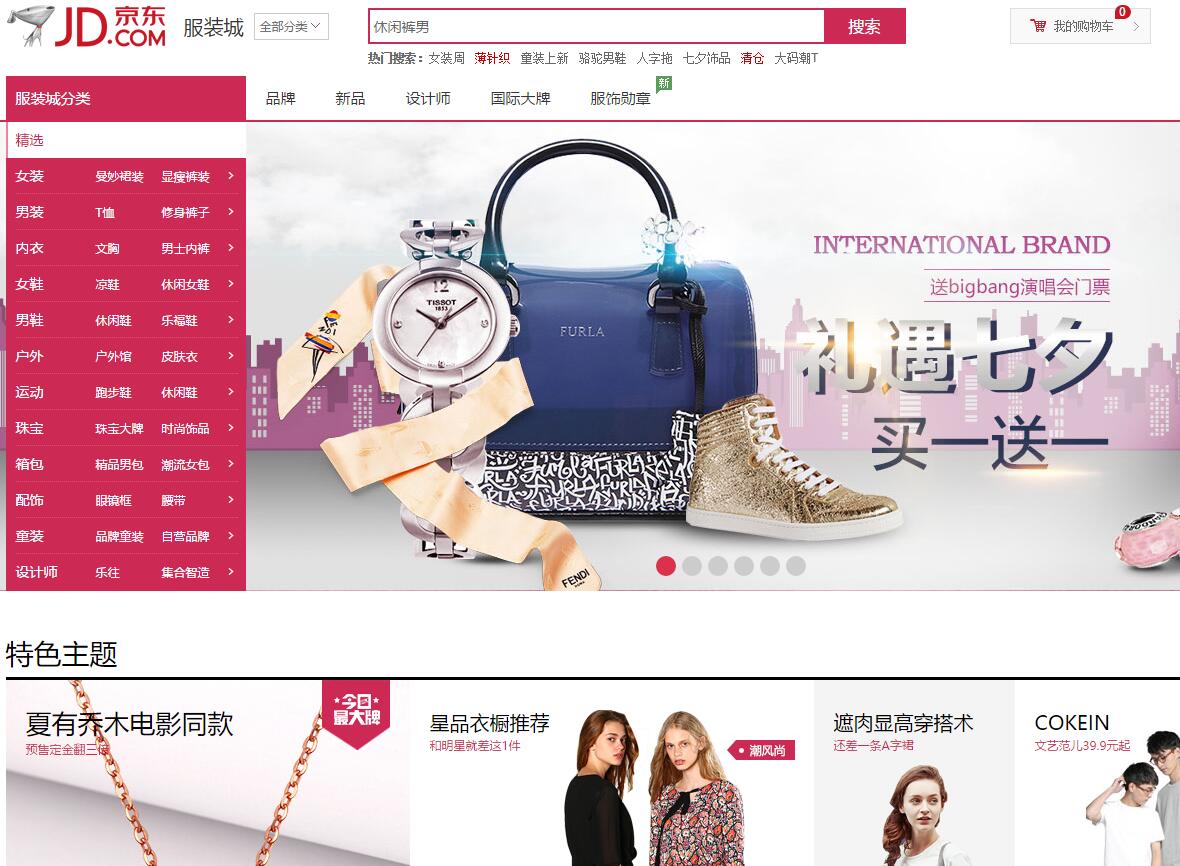 JD.COM 京东
服装城
全部分类
休闲裤男
搜索
0
我的购物车
热门搜索: 女装周 薄针织 童装上新 骆驼男鞋 人字拖 七夕饰品 清仓 大码潮T
服装城分类
品牌 新品 设计师 国际大牌 服饰勋章 新
精选
女装 曼妙裙装 显瘦裤装 >
男装 T恤 修身裤子 >
内衣 文胸 男士内裤 >
女鞋 凉鞋 休闲女鞋 >
男鞋 休闲鞋 乐福鞋 >
户外 户外馆 皮肤衣 >
运动 跑步鞋 休闲鞋 >
珠宝 珠宝大牌 时尚饰品 >
箱包 精品男包 潮流女包 >
配饰 眼镜框 腰带 >
童装 品牌童装 自营品牌 >
设计师 乐往 集合智造 >
12
TISSOT
1853
FURLA
FENDI
ROMA
INTERNATIONAL BRAND
送bigbang演唱会门票
礼遇七夕
买一送一
特色主题
夏有乔木电影同款
预售定金翻三倍
今日
最大牌
星品衣橱推荐
和明星就差这1件
潮风尚
遮肉显高穿搭术
还差一条A字裙
COKEIN
文艺范儿39.9元起